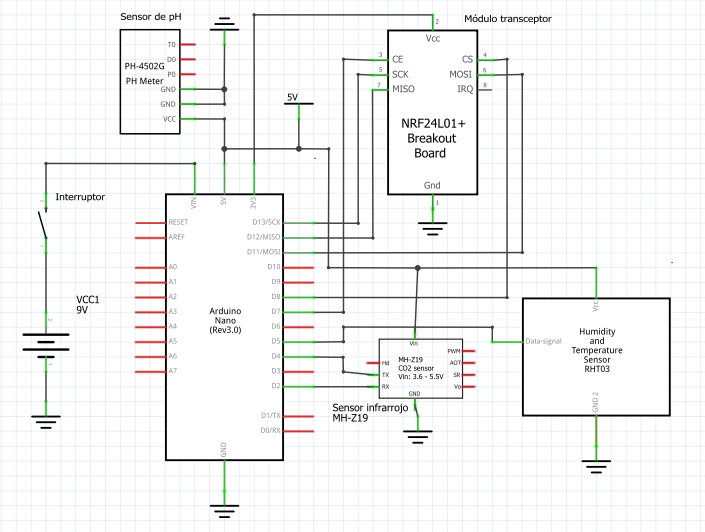 Sensor de pH
Módulo transceptor
T0
D0
P0
GND
GND
VCC
PH-4502G
PH Meter
5V
2
Vcc
3
CE
5
SCK
7
MISO
CS
4
MOSI
6
IRQ
8
NRF24L01+
Breakout
Board
Gnd
1
Interruptor
VIN
5V
3V3
RESET
AREF
A0
A1
A2
A3
A4
A5
A6
A7
D13/SCK
D12/MISO
D11/MOSI
D10
D9
D8
D7
D6
D5
D4
D3
D2
D1/TX
D0/RX
Arduino
Nano
(Rev3.0)
GND
VCC1
9V
Vin
PWM
AOT
SR
Vo
Hd
TX
RX
MH-Z19
CO2 sensor
Vin: 3.6 - 5.5V
GND
Sensor infrarrojo
MH-Z19
Vcc
Data-signal
Humidity
and
Temperature
Sensor
RHT03
GND 2